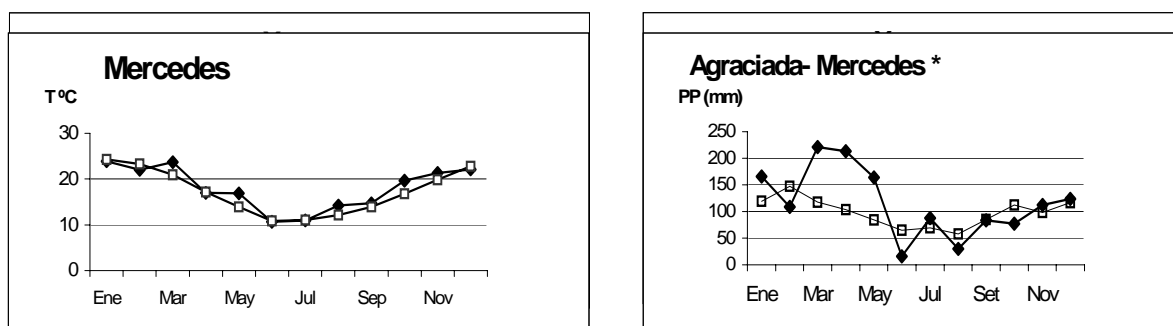 Mercedes
T ºC
30
20
10
0
Ene Mar May Jul Sep Nov
Agraciada- Mercedes *
PP (mm)
250
200
150
100
50
0
Ene Mar May Jul Set Nov